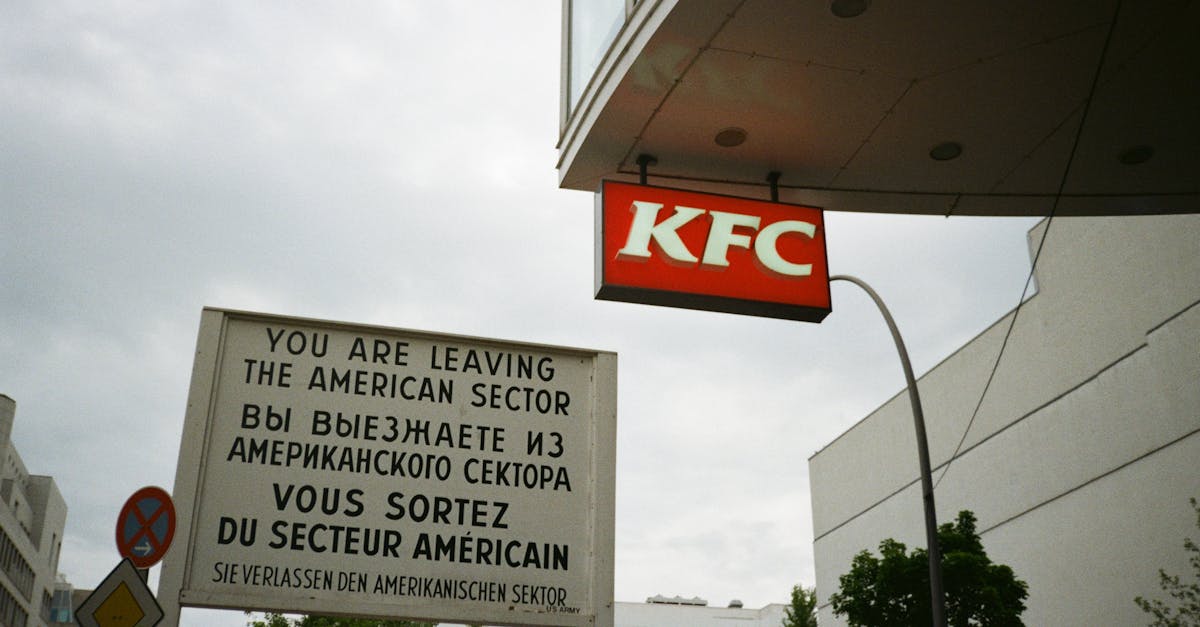 KFC
YOU ARE LEAVING
THE AMERICAN SECTOR
ВЫ ВЫЕЗЖАЕТЕ ИЗ
АМЕРИКАНСКОГО СЕКТОРА
VOUS SORTEZ
DU SECTEUR AMÉRICAIN
SIE VERLASSEN DEN AMERIKANISCHEN SEKTOR
US ARMY